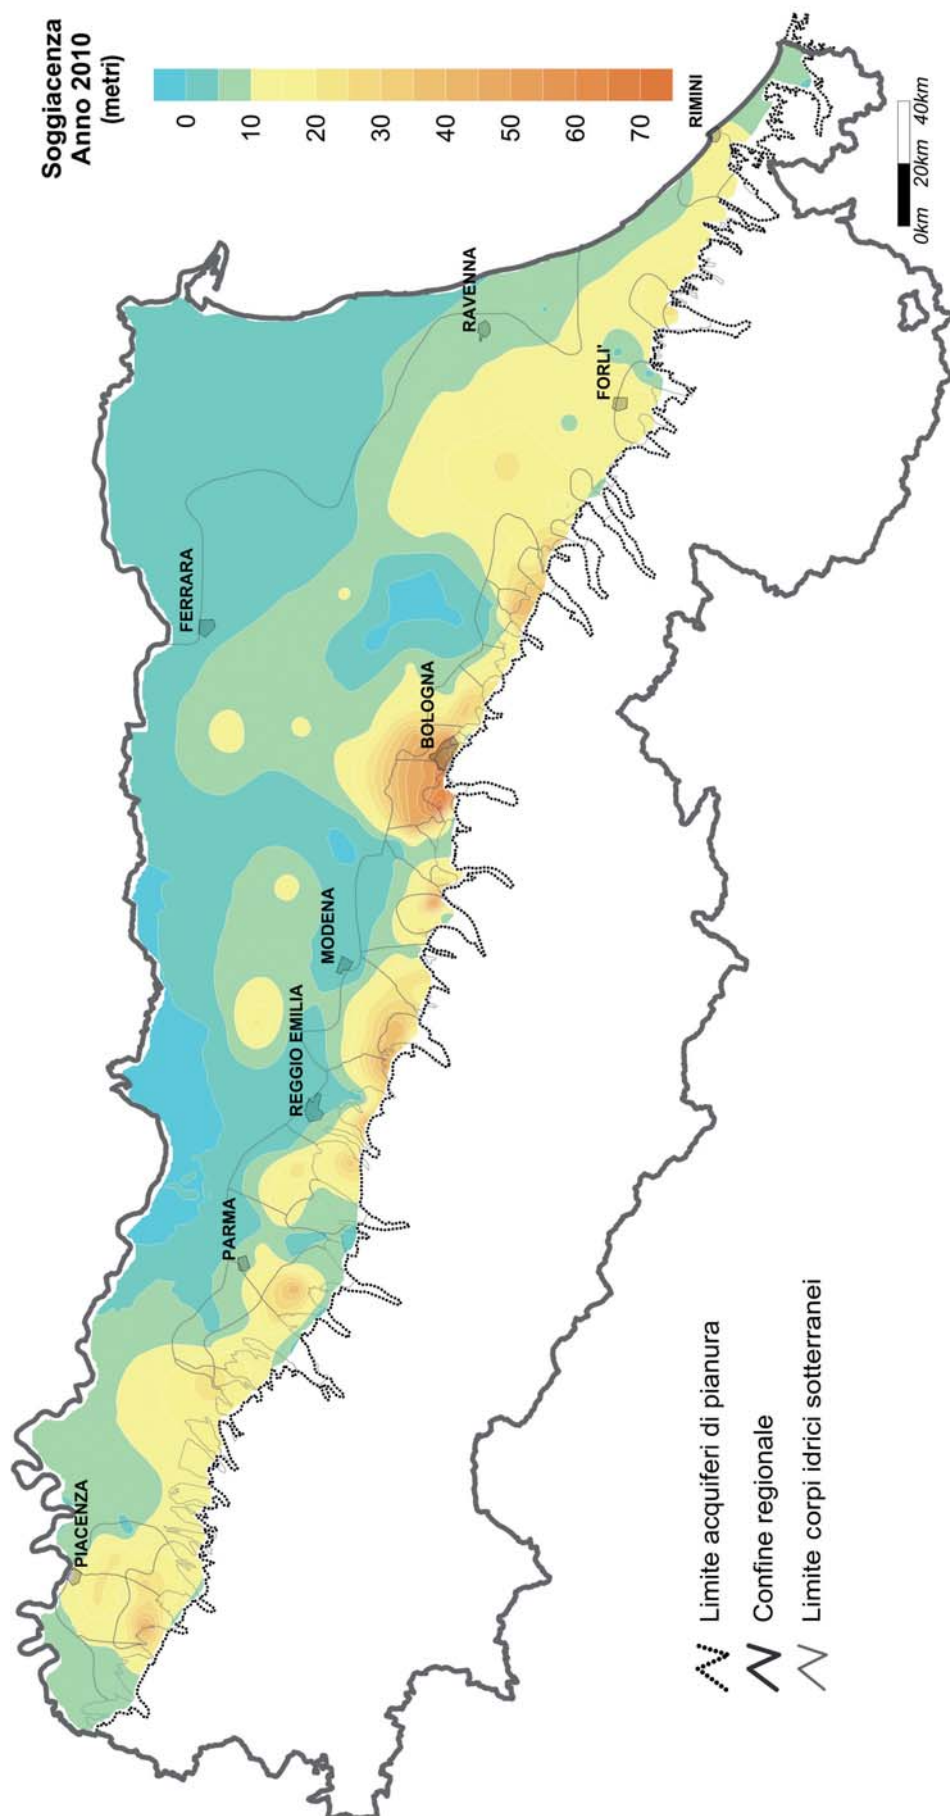 Soggiacenza
Anno 2010
(metri)
0
10
20
30
40
50
60
70
PIACENZA
PARMA
REGGIO EMILIA
MODENA
BOLOGNA
FERRARA
RAVENNA
FORLI'
RIMINI
Limite acquiferi di pianura
Confine regionale
Limite corpi idrici sotterranei
0km 20km 40km